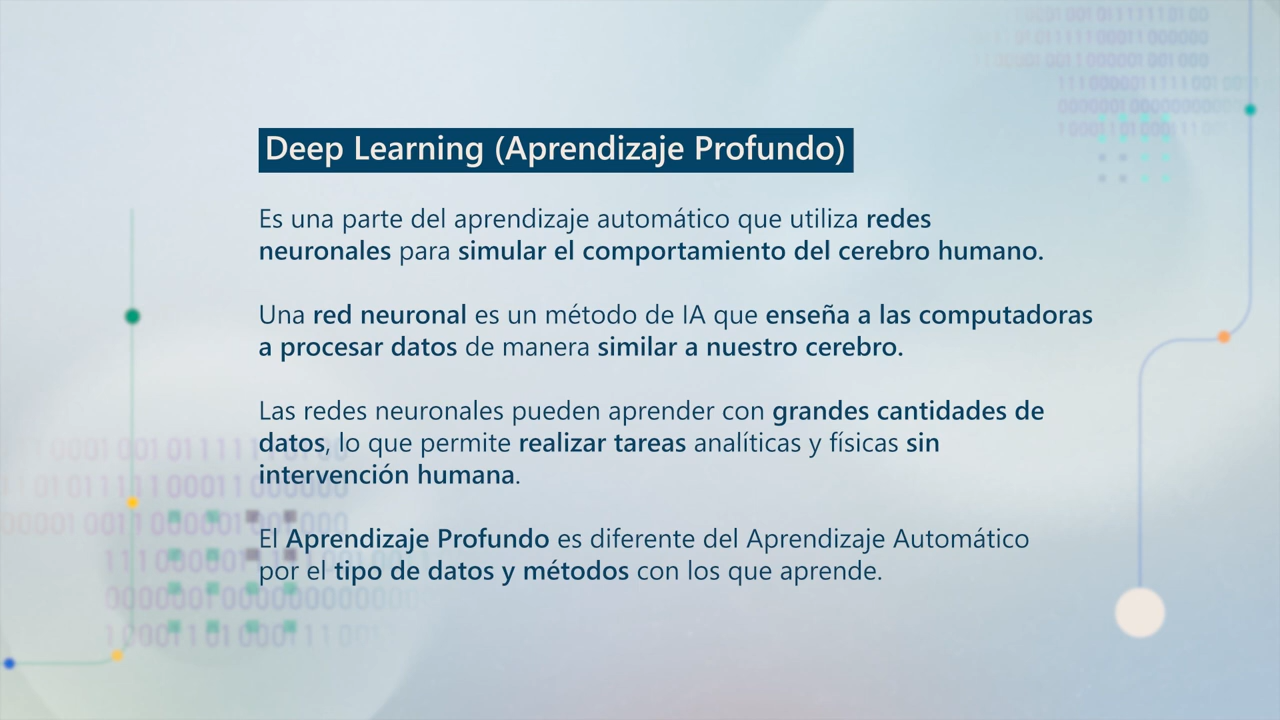 Deep Learning (Aprendizaje Profundo)
Es una parte del aprendizaje automático que utiliza redes
neuronales para simular el comportamiento del cerebro humano.
Una red neuronal es un método de IA que enseña a las computadoras
a procesar datos de manera similar a nuestro cerebro.
Las redes neuronales pueden aprender con grandes cantidades de
datos, lo que permite realizar tareas analíticas y físicas sin
intervención humana.
El Aprendizaje Profundo es diferente del Aprendizaje Automático
por el tipo de datos y métodos con los que aprende.